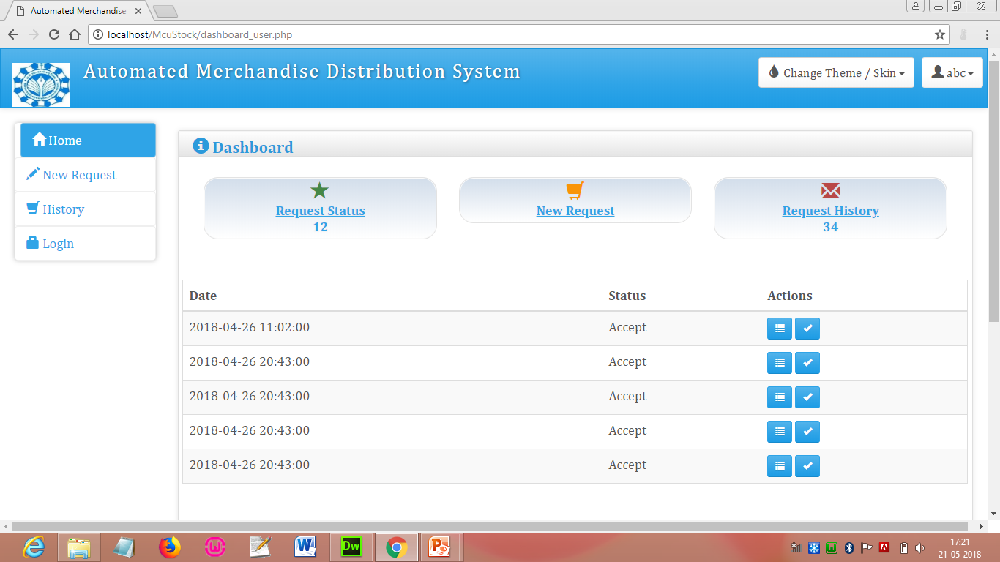 Automated Merchandise
localhost/McuStock/dashboard_user.php
Automated Merchandise Distribution System
Change Theme / Skin
abc
Home
New Request
History
Login
Dashboard
Request Status
12
New Request
Request History
34
Date Status Actions
2018-04-26 11:02:00 Accept
2018-04-26 20:43:00 Accept
2018-04-26 20:43:00 Accept
2018-04-26 20:43:00 Accept
2018-04-26 20:43:00 Accept
Dw
17:21
21-05-2018